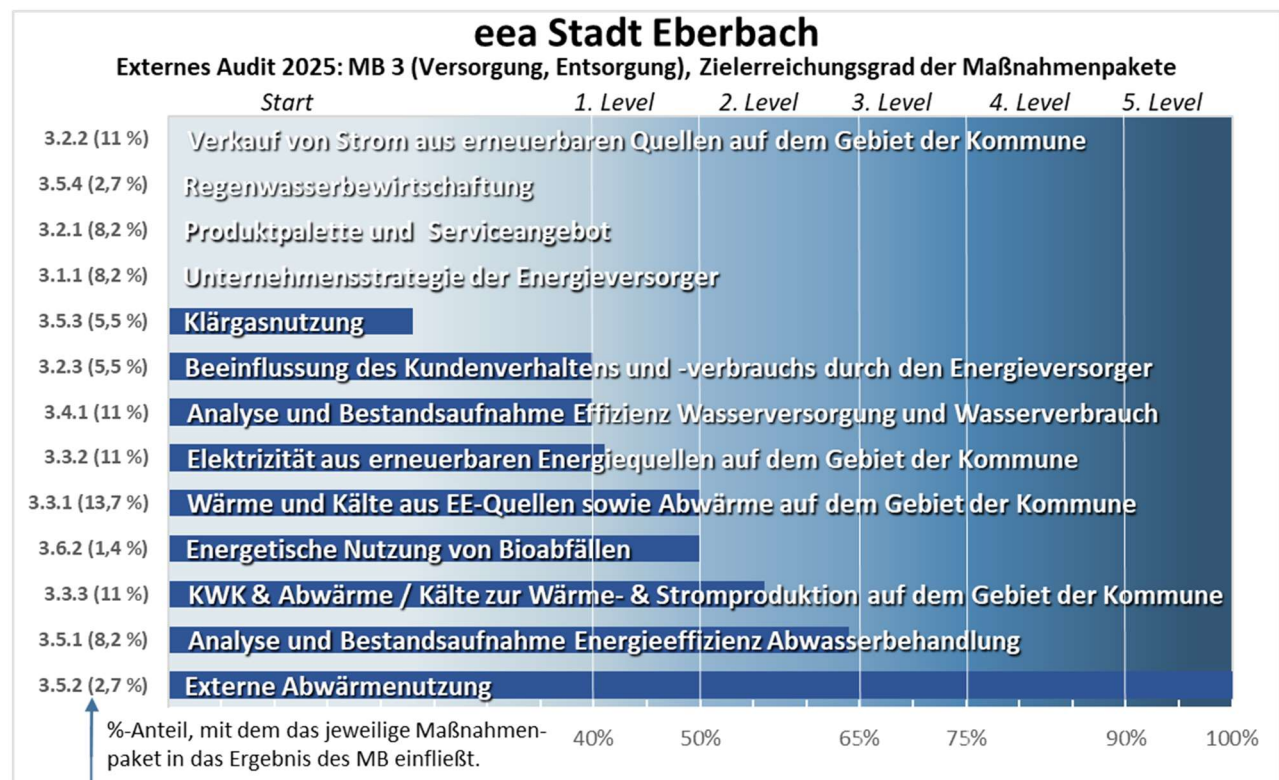 eea Stadt Eberbach
Externes Audit 2025: MB 3 (Versorgung, Entsorgung), Zielerreichungsgrad der Maßnahmenpakete
Start 1. Level 2. Level 3. Level 4. Level 5. Level
3.2.2 (11 %) Verkauf von Strom aus erneuerbaren Quellen auf dem Gebiet der Kommune
3.5.4 (2,7 %) Regenwasserbewirtschaftung
3.2.1 (8,2 %) Produktpalette und Serviceangebot
3.1.1 (8,2 %) Unternehmensstrategie der Energieversorger
3.5.3 (5,5 %) Klärgasnutzung
3.2.3 (5,5 %) Beeinflussung des Kundenverhaltens und -verbrauchs durch den Energieversorger
3.4.1 (11 %) Analyse und Bestandsaufnahme Effizienz Wasserversorgung und Wasserverbrauch
3.3.2 (11 %) Elektrizität aus erneuerbaren Energiequellen auf dem Gebiet der Kommune
3.3.1 (13,7 %) Wärme und Kälte aus EE-Quellen sowie Abwärme auf dem Gebiet der Kommune
3.6.2 (1,4 %) Energetische Nutzung von Bioabfällen
3.3.3 (11 %) KWK & Abwärme / Kälte zur Wärme- & Stromproduktion auf dem Gebiet der Kommune
3.5.1 (8,2 %) Analyse und Bestandsaufnahme Energieeffizienz Abwasserbehandlung
3.5.2 (2,7 %) Externe Abwärmenutzung
%-Anteil, mit dem das jeweilige Maßnahmen-
paket in das Ergebnis des MB einfließt.
40% 50% 65% 75% 90% 100%